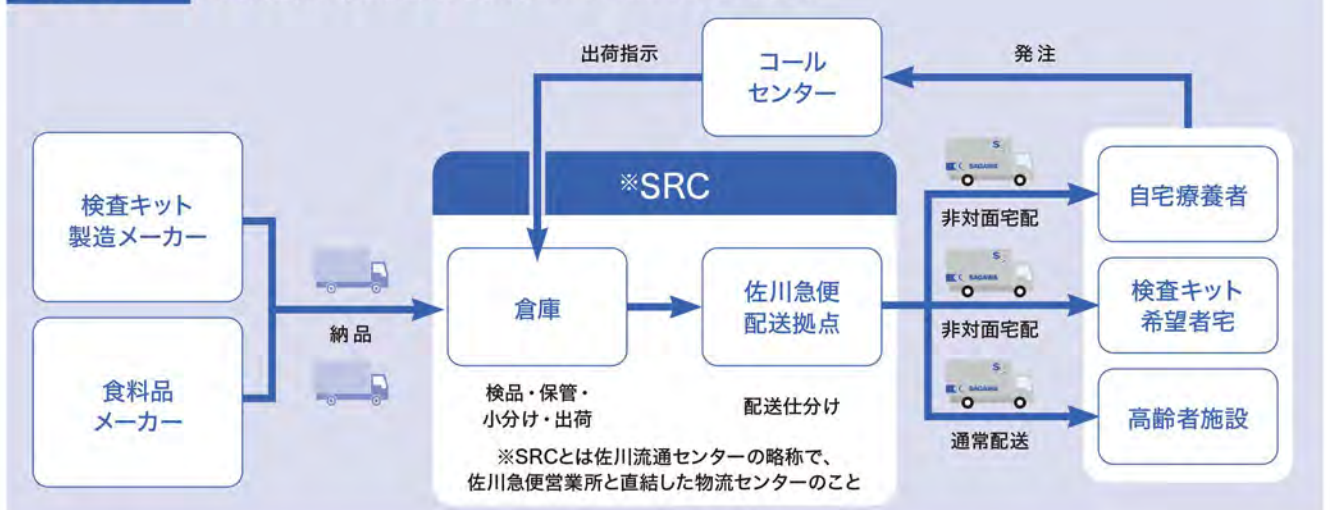 出荷指示
コール
センター
発注
検査キット
製造メーカー
食料品
メーカー
納品
※SRC
倉庫
検品・保管・
小分け・出荷
佐川急便
配送拠点
配送仕分け
※SRCとは佐川流通センターの略称で、
佐川急便営業所と直結した物流センターのこと
S
SAGAWA
非対面宅配
自宅療養者
S
SAGAWA
非対面宅配
検査キット
希望者宅
S
SAGAWA
通常配送
高齢者施設